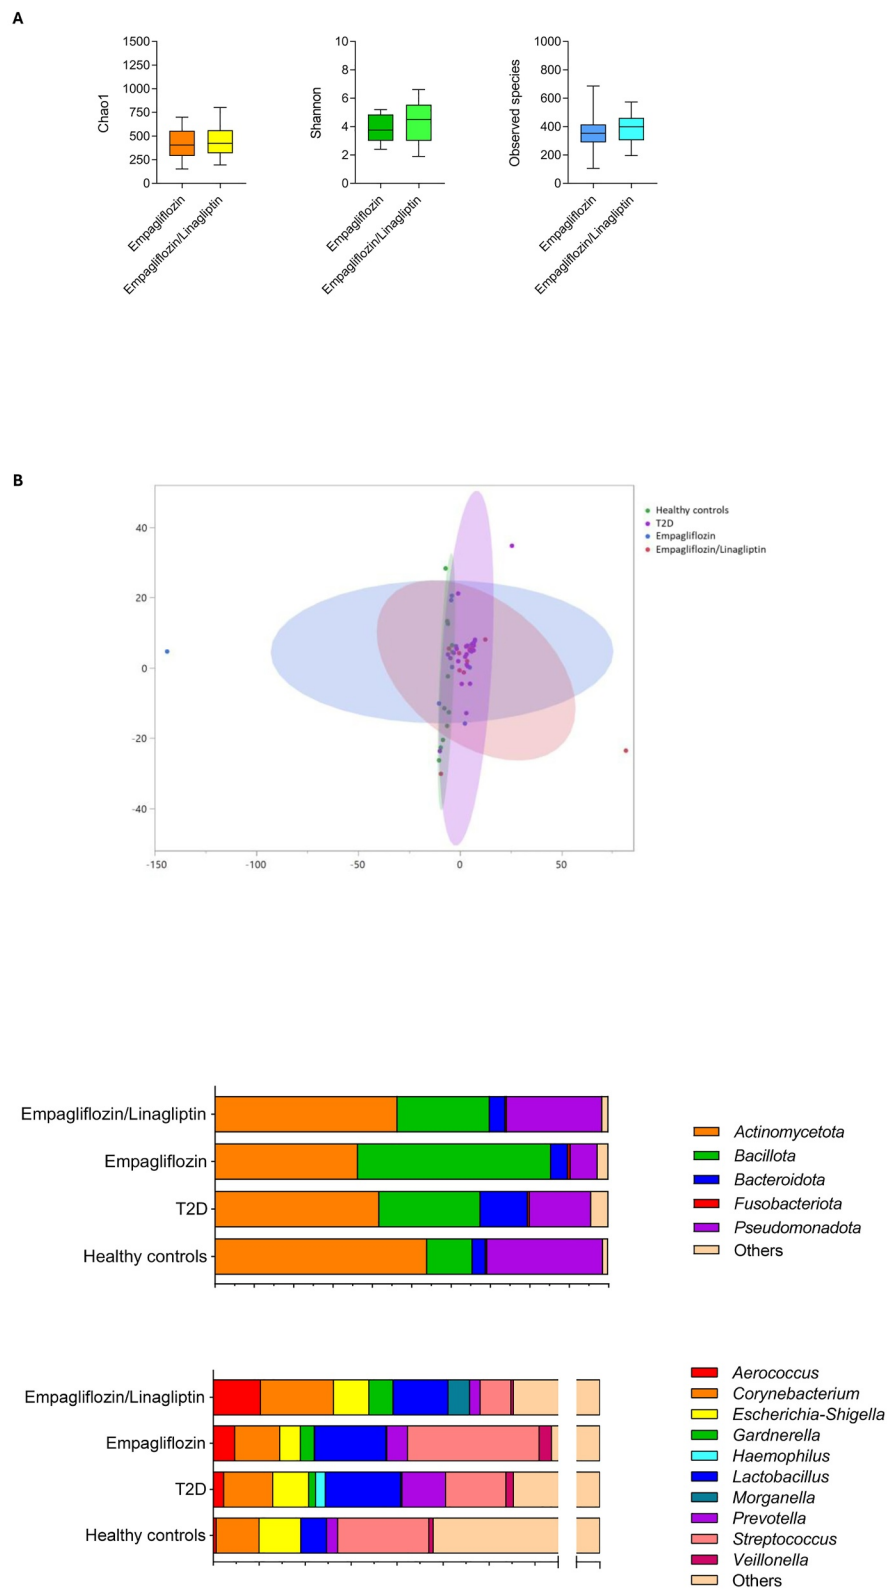 A
Chao1
1500
1250
1000
750
500
250
0
Empagliflozin
Empagliflozin/Linagliptin
Shannon
10
8
6
4
2
0
Empagliflozin
Empagliflozin/Linagliptin
Observed species
1000
800
600
400
200
0
Empagliflozin
Empagliflozin/Linagliptin
B
40
20
0
-20
-40
-150
-100
-50
0
50
Healthy controls
T2D
Empagliflozin
Empagliflozin/Linagliptin
Empagliflozin/Linagliptin
Empagliflozin
T2D
Healthy controls
Actinomycetota
Bacillota
Bacteroidota
Fusobacteriota
Pseudomonadota
Others
Empagliflozin/Linagliptin
Empagliflozin
T2D
Healthy controls
Aerococcus
Corynebacterium
Escherichia-Shigella
Gardnerella
Haemophilus
Lactobacillus
Morganella
Prevotella
Streptococcus
Veillonella
Others